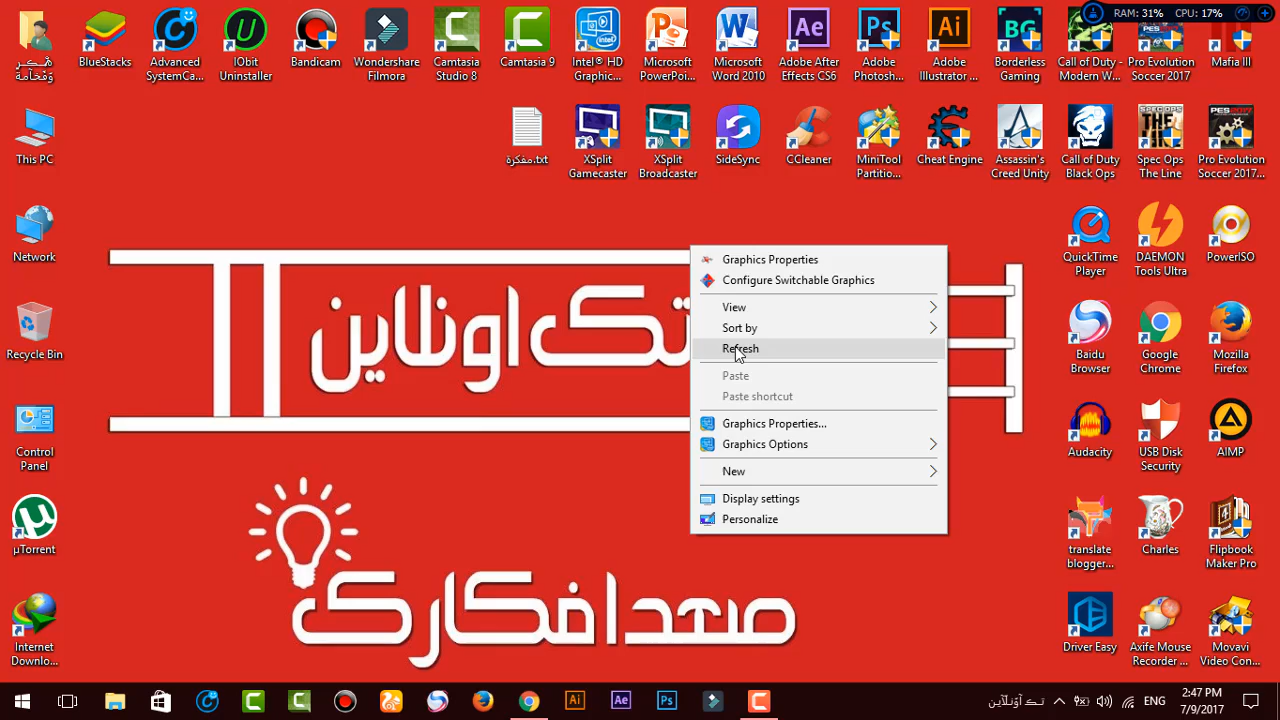 RAM: 31% CPU: 17%
BlueStacks
Advanced SystemCa...
IObit Uninstaller
Bandicam
Wondershare Filmora
Camtasia Studio 8
Camtasia 9
Intel® HD Graphic...
Microsoft PowerPoi...
Microsoft Word 2010
Adobe After Effects CS6
Adobe Photosh...
Adobe Illustrator ...
Borderless Gaming
Call of Duty - Modern W...
Pro Evolution Soccer 2017
Mafia III
This PC
مفكرة.txt
XSplit Gamecaster
XSplit Broadcaster
SideSync
CCleaner
MiniTool Partitio...
Cheat Engine
Assassin's Creed Unity
Call of Duty Black Ops
Spec Ops The Line
Pro Evolution Soccer 2017...
Network
QuickTime Player
DAEMON Tools Ultra
PowerISO
Recycle Bin
Baidu Browser
Google Chrome
Mozilla Firefox
Control Panel
Audacity
USB Disk Security
AIMP
µTorrent
translate blogger...
Charles
Flipbook Maker Pro
Internet Downlo...
Driver Easy
Axife Mouse Recorder ...
Movavi Video Con...
تك اونلاين
Graphics Properties
Configure Switchable Graphics
View
Sort by
Refresh
Paste
Paste shortcut
Graphics Properties...
Graphics Options
New
Display settings
Personalize
ENG
2:47 PM
7/9/2017